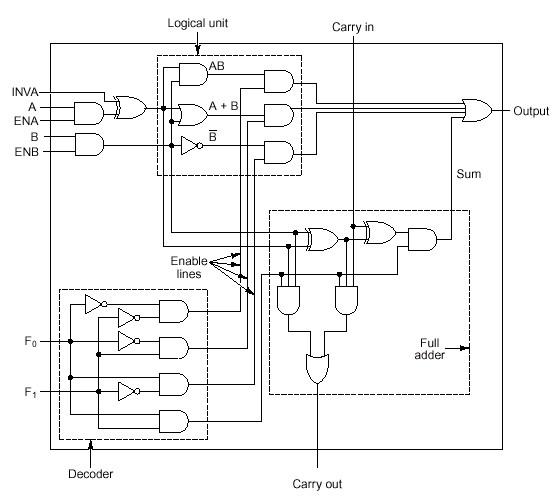 Logical unit
Carry in
INVA
A
ENA
B
ENB
AB
A + B
B̅
Output
Sum
Enable
lines
F₀
F₁
Full
adder
Decoder
Carry out